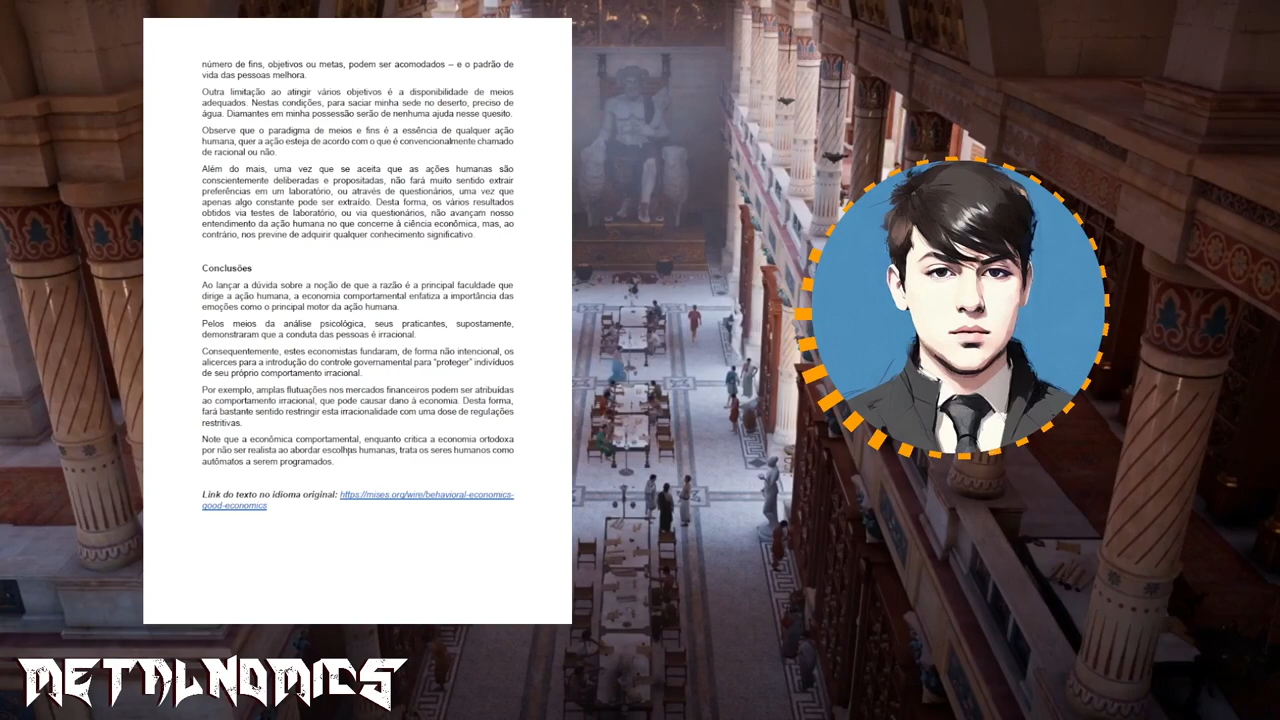 número de fins, objetivos ou metas, podem ser acomodados – e o padrão de
vida das pessoas melhora.
Outra limitação ao atingir vários objetivos é a disponibilidade de meios
adequados. Nestas condições, para saciar minha sede no deserto, preciso de
água. Diamantes em minha possessão serão de nenhuma ajuda nesse quesito.
Observe que o paradigma de meios e fins é a essência de qualquer ação
humana, quer a ação esteja de acordo com o que é convencionalmente chamado
de racional ou não.
Além do mais, uma vez que se aceita que as ações humanas são
conscientemente deliberadas e propositadas, não fará muito sentido extrair
preferências em um laboratório, ou através de questionários, uma vez que
apenas algo constante pode ser extraído. Desta forma, os vários resultados
obtidos via testes de laboratório, ou via questionários, não avançam nosso
entendimento da ação humana no que concerne à ciência econômica, mas, ao
contrário, nos previne de adquirir qualquer conhecimento significativo.
Conclusões
Ao lançar a dúvida sobre a noção de que a razão é a principal faculdade que
dirige a ação humana, a economia comportamental enfatiza a importância das
emoções como o principal motor da ação humana.
Pelos meios da análise psicológica, seus praticantes, supostamente,
demonstraram que a conduta das pessoas é irracional.
Consequentemente, estes economistas fundaram, de forma não intencional, os
alicerces para a introdução do controle governamental para "proteger" indivíduos
de seu próprio comportamento irracional.
Por exemplo, amplas flutuações nos mercados financeiros podem ser atribuídas
ao comportamento irracional, que pode causar dano à economia. Desta forma,
fará bastante sentido restringir esta irracionalidade com uma dose de regulações
restritivas.
Note que a econômica comportamental, enquanto critica a economia ortodoxa
por não ser realista ao abordar escolhas humanas, trata os seres humanos como
autômatos a serem programados.
Link do texto no idioma original: https://mises.org/wire/behavioral-economics-
good-economics
METALNOMICS